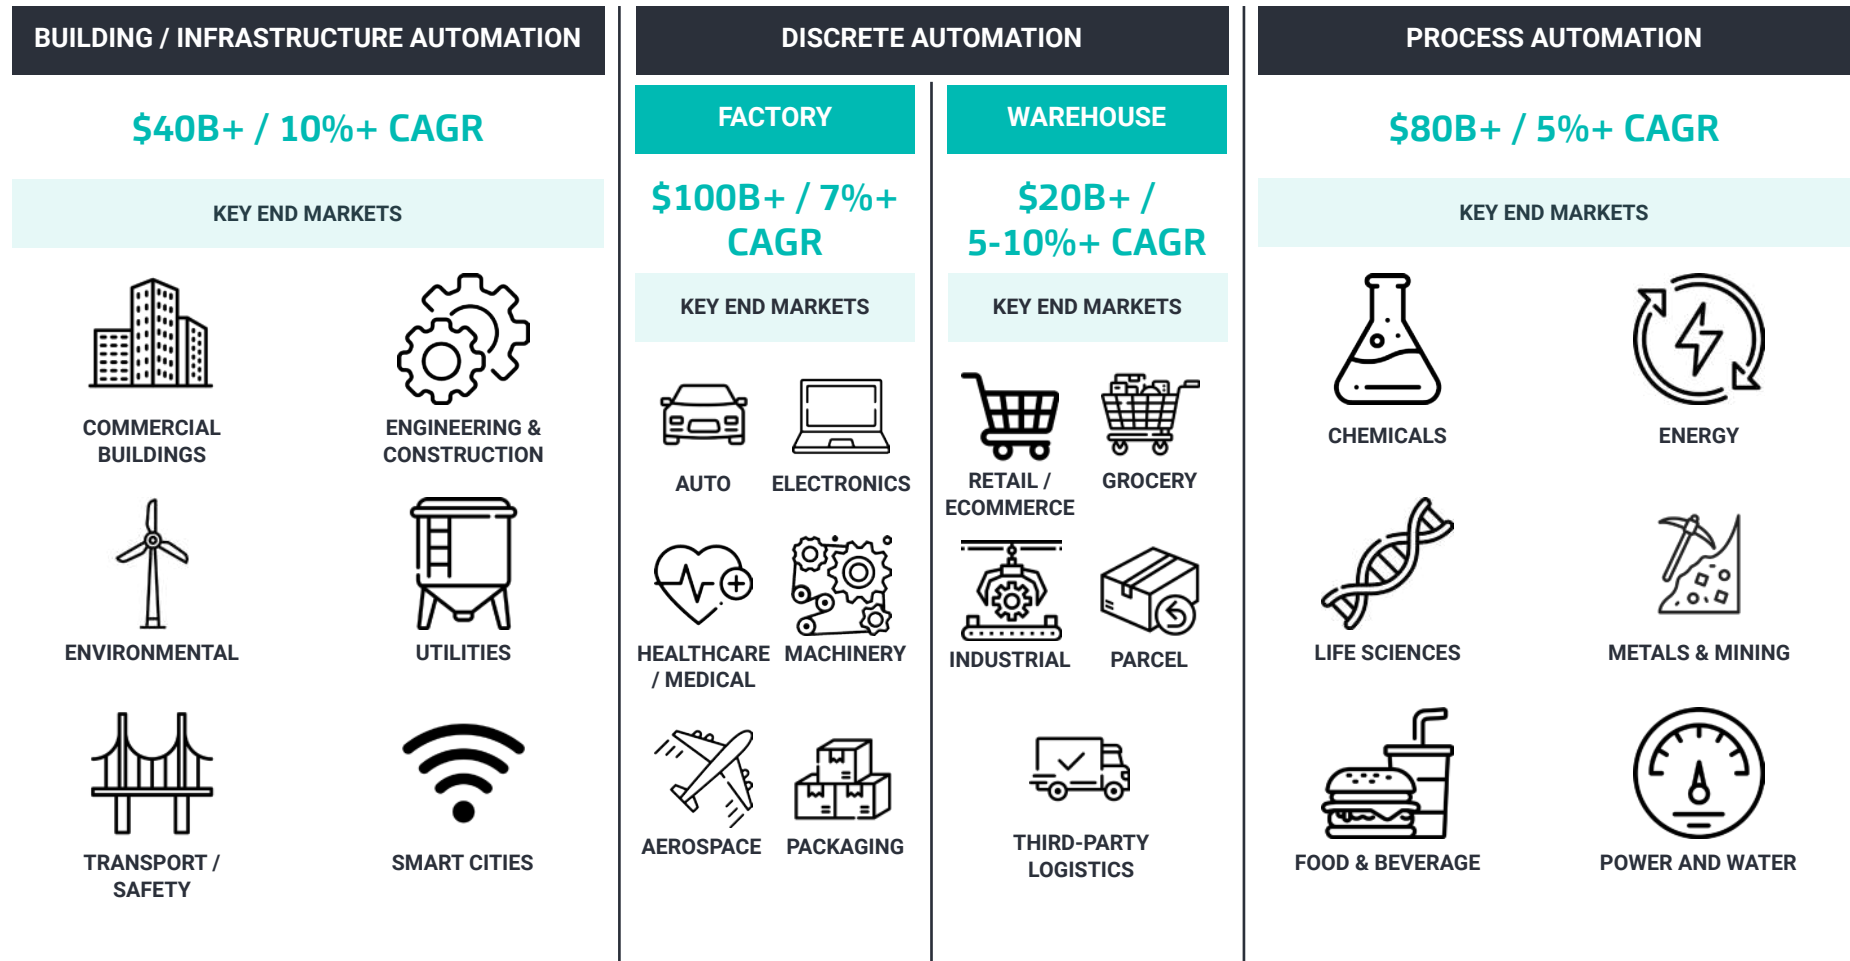 BUILDING / INFRASTRUCTURE AUTOMATION
$40B+ / 10%+ CAGR
KEY END MARKETS
COMMERCIAL
BUILDINGS
ENGINEERING &
CONSTRUCTION
ENVIRONMENTAL
UTILITIES
TRANSPORT /
SAFETY
SMART CITIES
DISCRETE AUTOMATION
FACTORY
$100B+ / 7%+
CAGR
KEY END MARKETS
AUTO
ELECTRONICS
HEALTHCARE
/ MEDICAL
MACHINERY
AEROSPACE
PACKAGING
WAREHOUSE
$20B+ /
5-10%+ CAGR
KEY END MARKETS
RETAIL /
ECOMMERCE
GROCERY
INDUSTRIAL
PARCEL
THIRD-PARTY
LOGISTICS
PROCESS AUTOMATION
$80B+ / 5%+ CAGR
KEY END MARKETS
CHEMICALS
ENERGY
LIFE SCIENCES
METALS & MINING
FOOD & BEVERAGE
POWER AND WATER